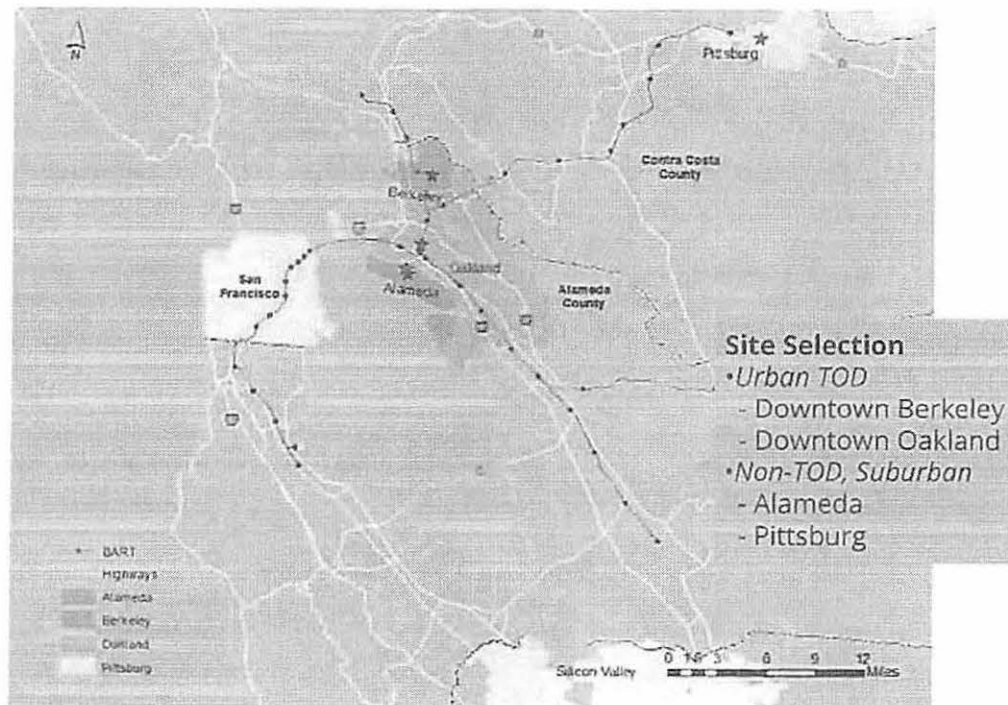 N
Pittsburg
Contra Costa
County
Berkeley
San
Francisco
Oakland
Alameda
Alameda
County
Site Selection
•Urban TOD
- Downtown Berkeley
- Downtown Oakland
•Non-TOD, Suburban
- Alameda
- Pittsburg
BART
Highways
Alameda
Berkeley
Oakland
Pittsburg
Silicon Valley
0 1.5 3 6 9 12
Miles